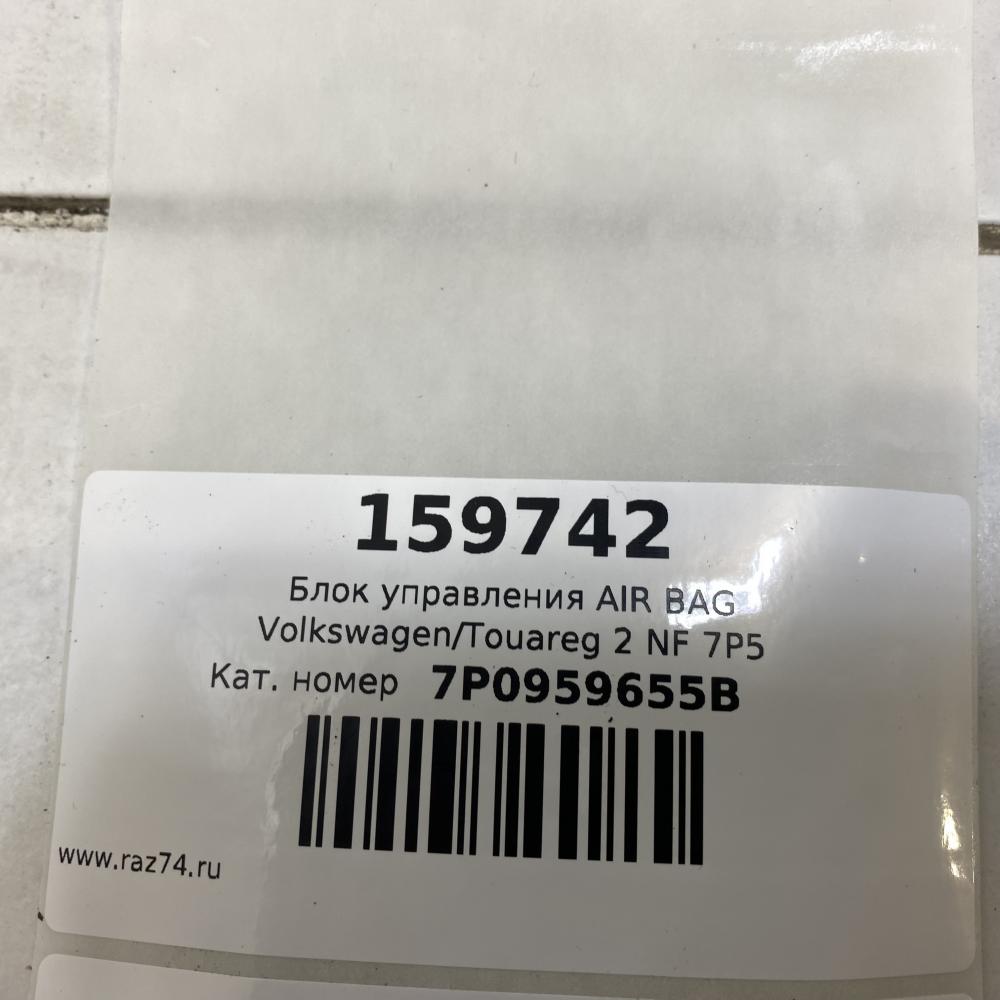 159742
Блок управления AIR BAG
Volkswagen/Touareg 2 NF 7P5
Кат. номер 7P0959655B
www.raz74.ru